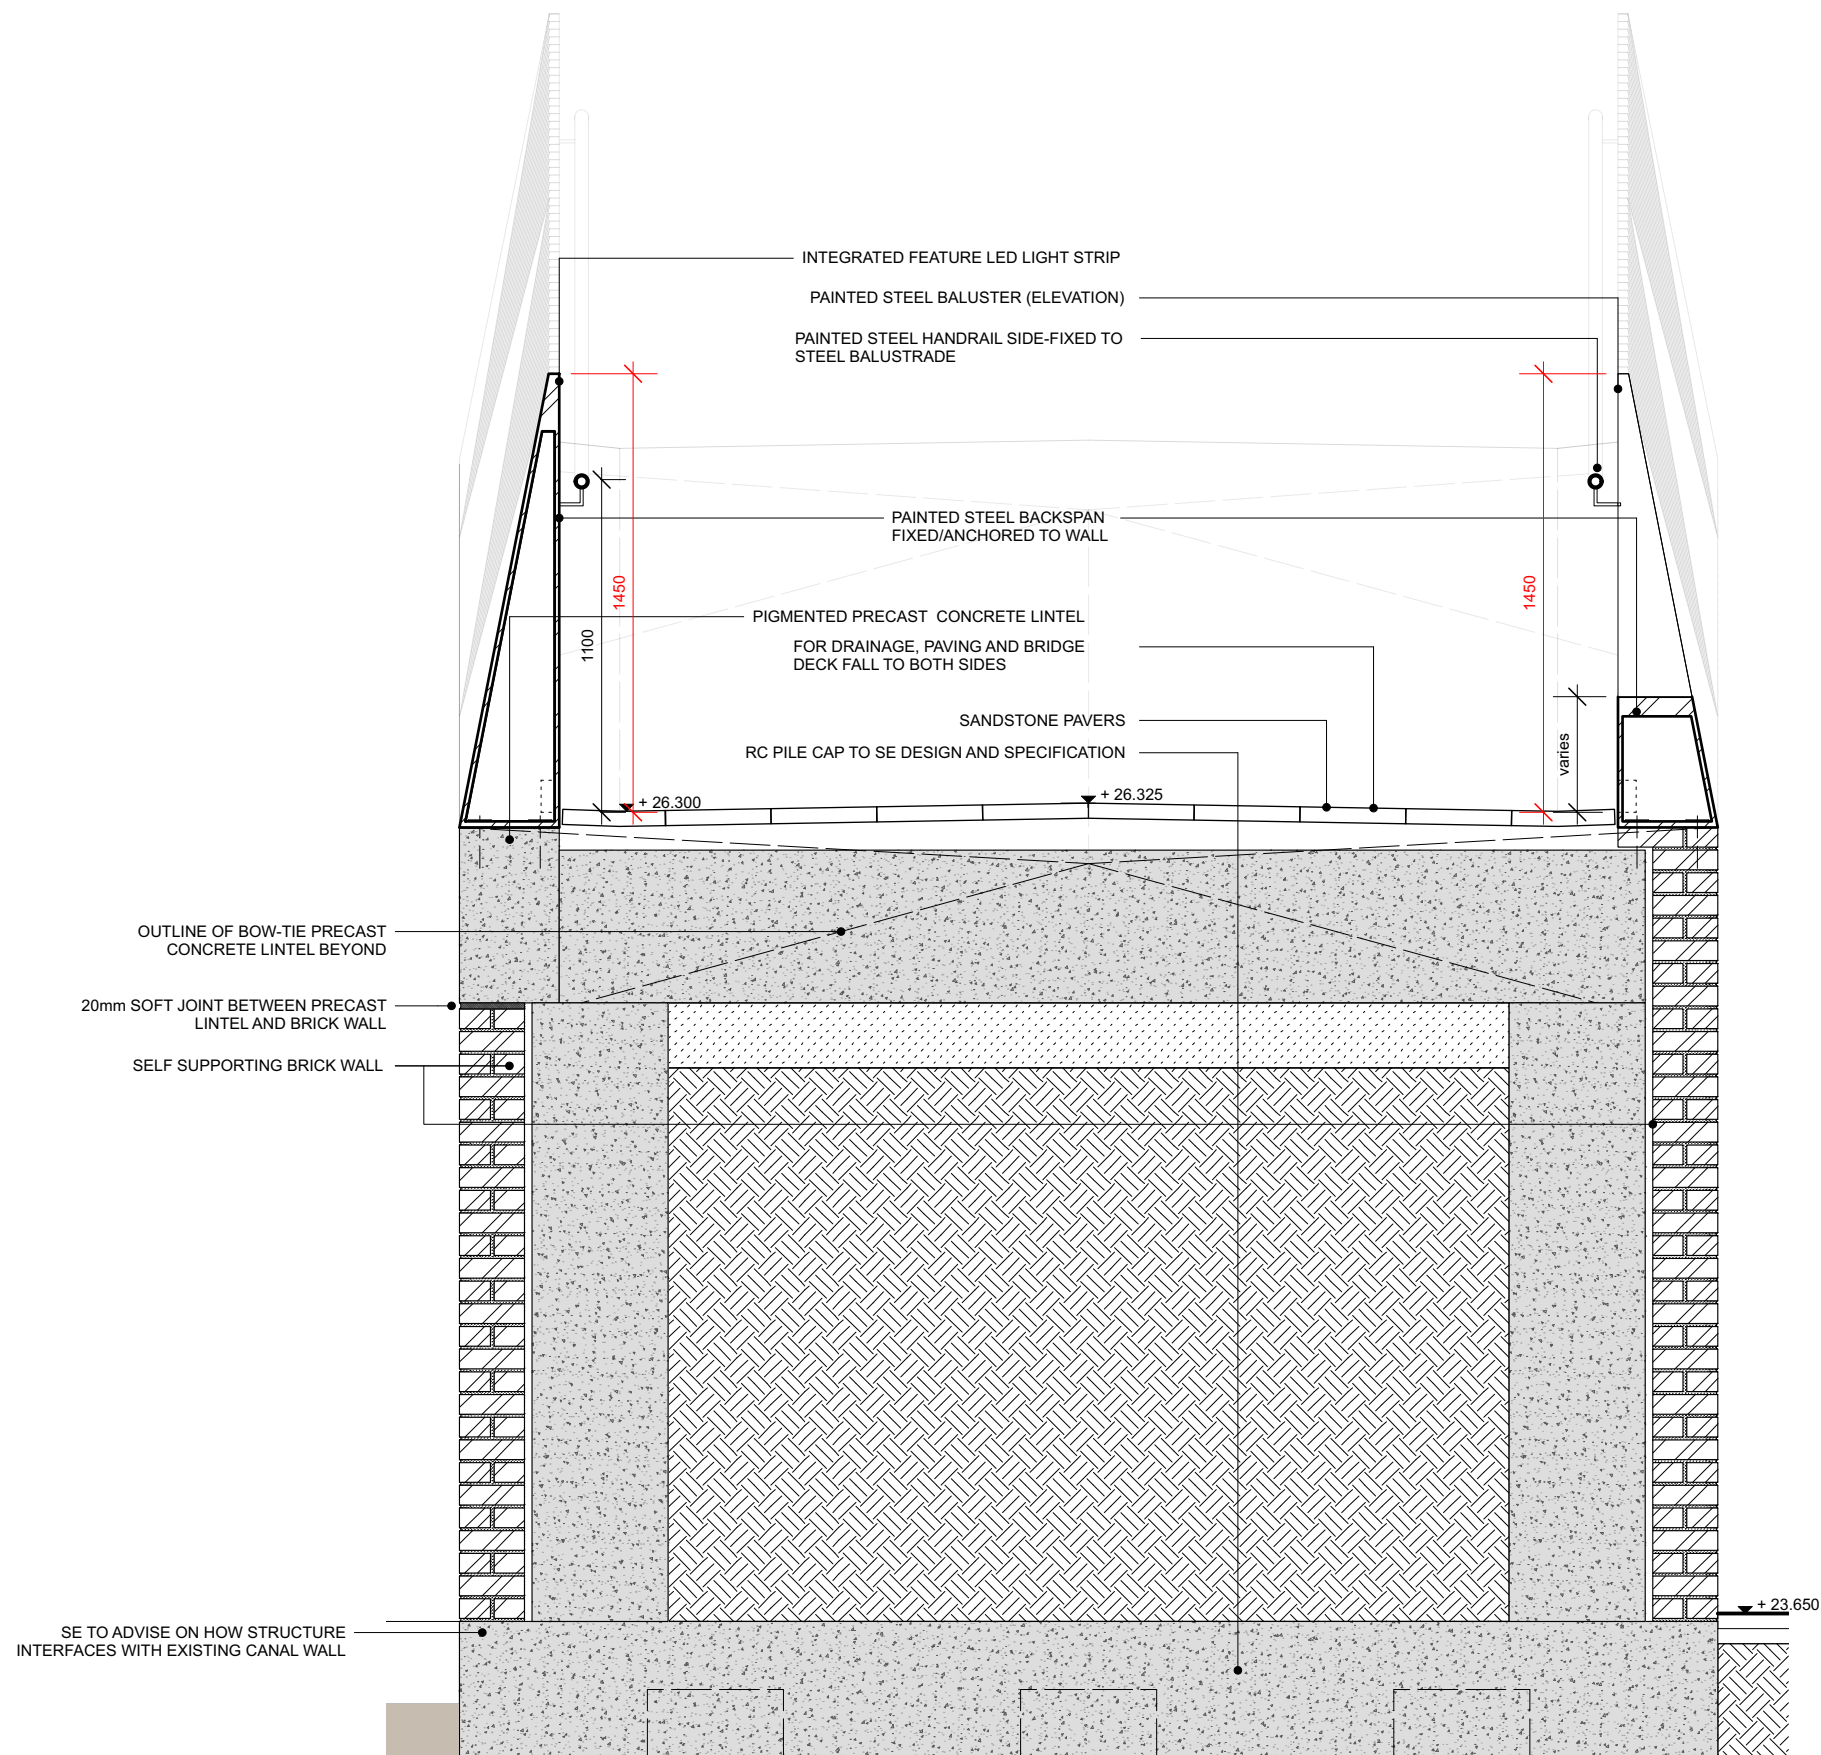 INTEGRATED FEATURE LED LIGHT STRIP
PAINTED STEEL BALUSTER (ELEVATION)
PAINTED STEEL HANDRAIL SIDE-FIXED TO
STEEL BALUSTRADE
PAINTED STEEL BACKSPAN
FIXED/ANCHORED TO WALL
1450
1450
1100
PIGMENTED PRECAST CONCRETE LINTEL
FOR DRAINAGE, PAVING AND BRIDGE
DECK FALL TO BOTH SIDES
SANDSTONE PAVERS
RC PILE CAP TO SE DESIGN AND SPECIFICATION
varies
+ 26.300
+ 26.325
OUTLINE OF BOW-TIE PRECAST
CONCRETE LINTEL BEYOND
20mm SOFT JOINT BETWEEN PRECAST
LINTEL AND BRICK WALL
SELF SUPPORTING BRICK WALL
+ 23.650
SE TO ADVISE ON HOW STRUCTURE
INTERFACES WITH EXISTING CANAL WALL